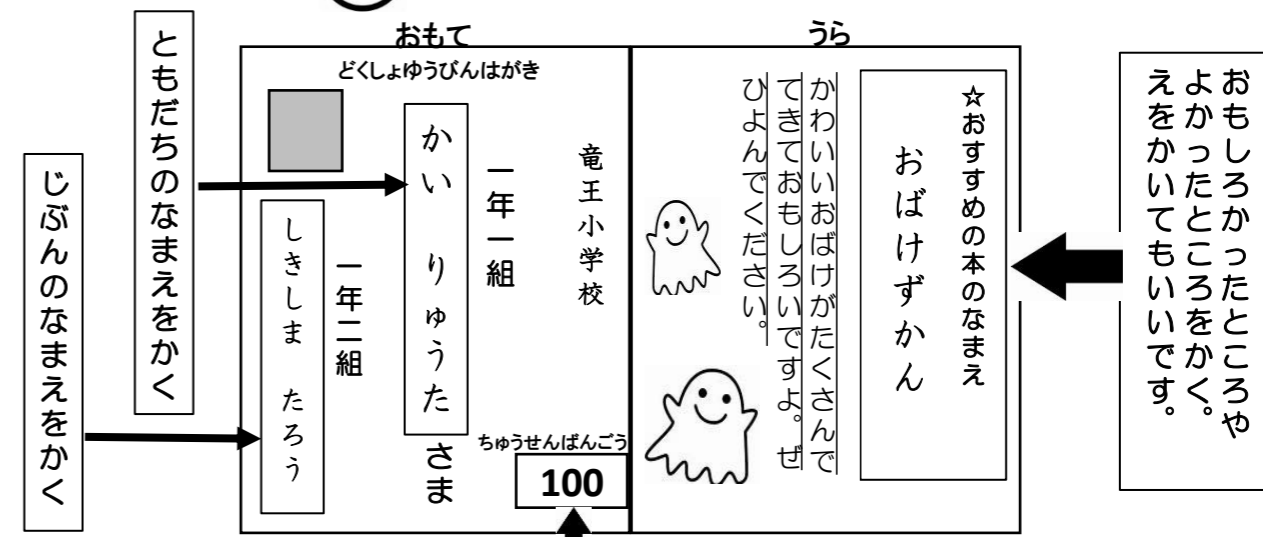 おもしろかったところや
よかったところをかく。
えをかいてもいいです。
うら
☆おすすめの本のなまえ
おばけずかん
かわいいおばけがたくさんで
てきておもしろいですよ。ぜ
ひよんでください。
おもて
どくしょゆうびんはがき
竜王小学校
一年一組
かい りゅうた
さま
ちゅうせんばんごう
100
一年二組
しきしま たろう
ともだちのなまえをかく
じぶんのなまえをかく